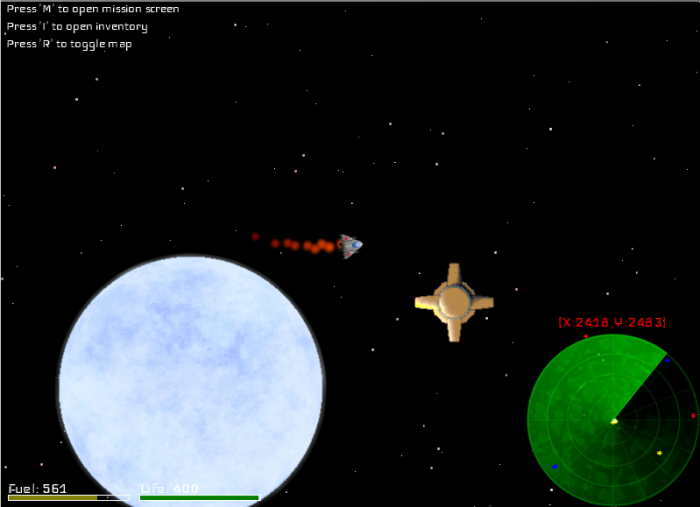 Press 'M' to open mission screen
Press 'I' to open inventory
Press 'R' to toggle map
[X:2418,Y:2483]
Fuel: 561
Life: 400